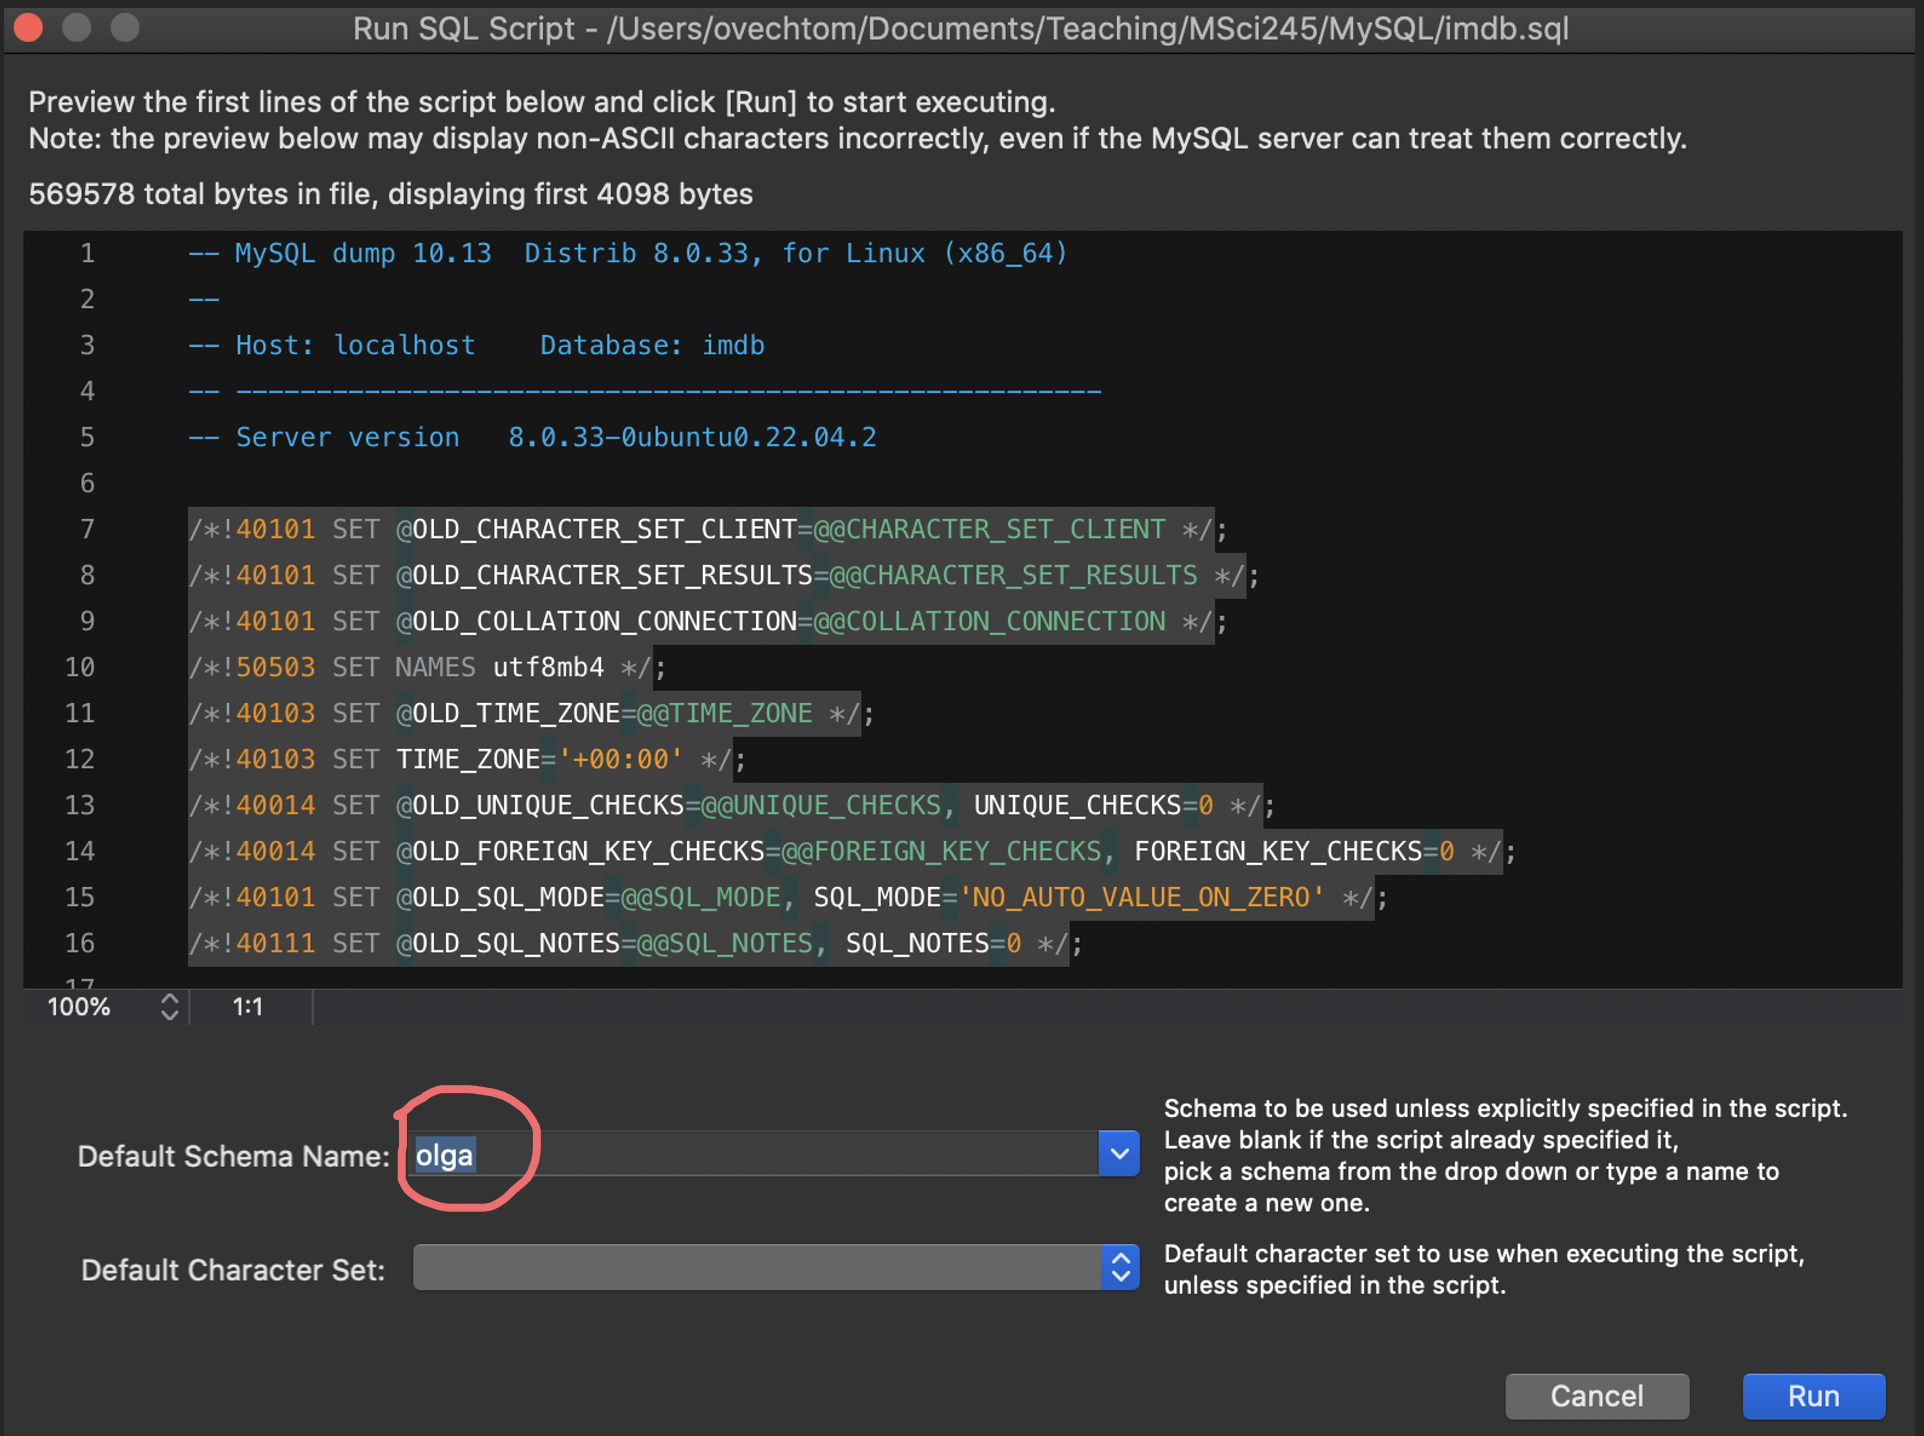 Run SQL Script - /Users/ovechtom/Documents/Teaching/MSci245/MySQL/imdb.sql
Preview the first lines of the script below and click [Run] to start executing.
Note: the preview below may display non-ASCII characters incorrectly, even if the MySQL server can treat them correctly.
569578 total bytes in file, displaying first 4098 bytes
1 -- MySQL dump 10.13  Distrib 8.0.33, for Linux (x86_64)
2 --
3 -- Host: localhost    Database: imdb
4 -- ------------------------------------------------------
5 -- Server version   8.0.33-0ubuntu0.22.04.2
6
7 /*!40101 SET @OLD_CHARACTER_SET_CLIENT=@@CHARACTER_SET_CLIENT */;
8 /*!40101 SET @OLD_CHARACTER_SET_RESULTS=@@CHARACTER_SET_RESULTS */;
9 /*!40101 SET @OLD_COLLATION_CONNECTION=@@COLLATION_CONNECTION */;
10 /*!50503 SET NAMES utf8mb4 */;
11 /*!40103 SET @OLD_TIME_ZONE=@@TIME_ZONE */;
12 /*!40103 SET TIME_ZONE='+00:00' */;
13 /*!40014 SET @OLD_UNIQUE_CHECKS=@@UNIQUE_CHECKS, UNIQUE_CHECKS=0 */;
14 /*!40014 SET @OLD_FOREIGN_KEY_CHECKS=@@FOREIGN_KEY_CHECKS, FOREIGN_KEY_CHECKS=0 */;
15 /*!40101 SET @OLD_SQL_MODE=@@SQL_MODE, SQL_MODE='NO_AUTO_VALUE_ON_ZERO' */;
16 /*!40111 SET @OLD_SQL_NOTES=@@SQL_NOTES, SQL_NOTES=0 */;
17
100% 1:1
Default Schema Name: olga
Schema to be used unless explicitly specified in the script.
Leave blank if the script already specified it,
pick a schema from the drop down or type a name to
create a new one.
Default Character Set:
Default character set to use when executing the script,
unless specified in the script.
Cancel Run